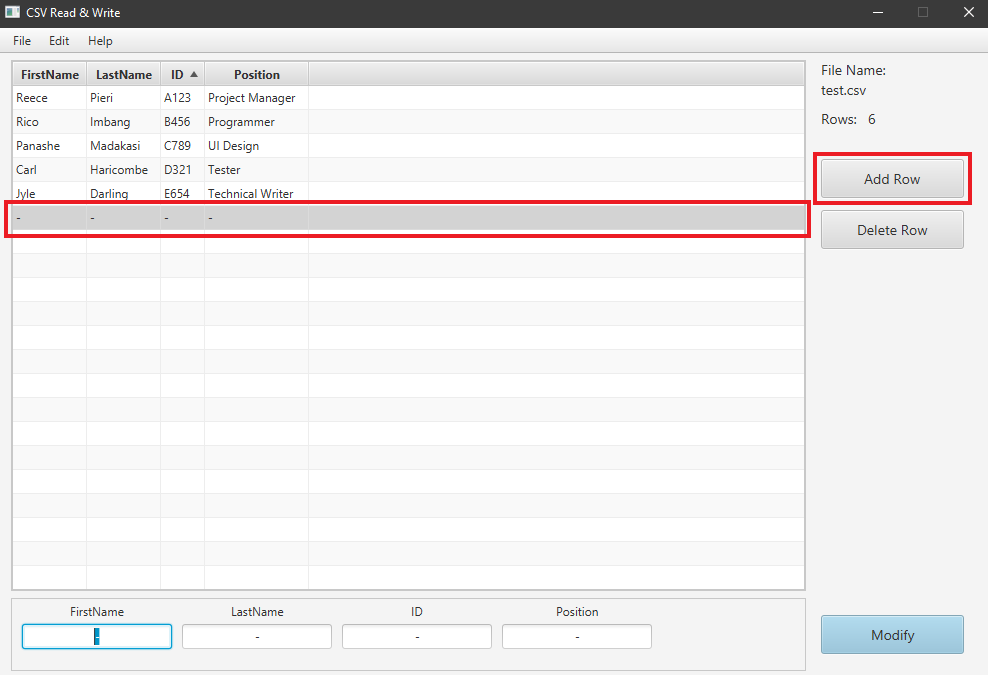 CSV Read & Write
File Edit Help
FirstName LastName ID Position
Reece Pieri A123 Project Manager
Rico Imbang B456 Programmer
Panashe Madakasi C789 UI Design
Carl Haricombe D321 Tester
Jyle Darling E654 Technical Writer
- - - -
File Name:
test.csv
Rows: 6
Add Row
Delete Row
FirstName LastName ID Position
- - - -
Modify